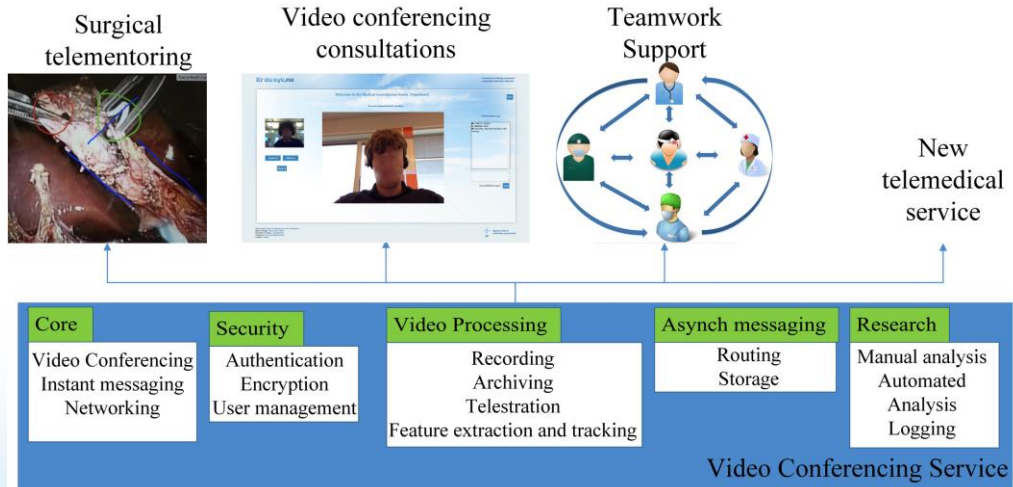 Surgical
telementoring
Video conferencing
consultations
Teamwork
Support
New
telemedical
service
Core
Video Conferencing
Instant messaging
Networking
Security
Authentication
Encryption
User management
Video Processing
Recording
Archiving
Telestration
Feature extraction and tracking
Asynch messaging
Routing
Storage
Research
Manual analysis
Automated
Analysis
Logging
Video Conferencing Service